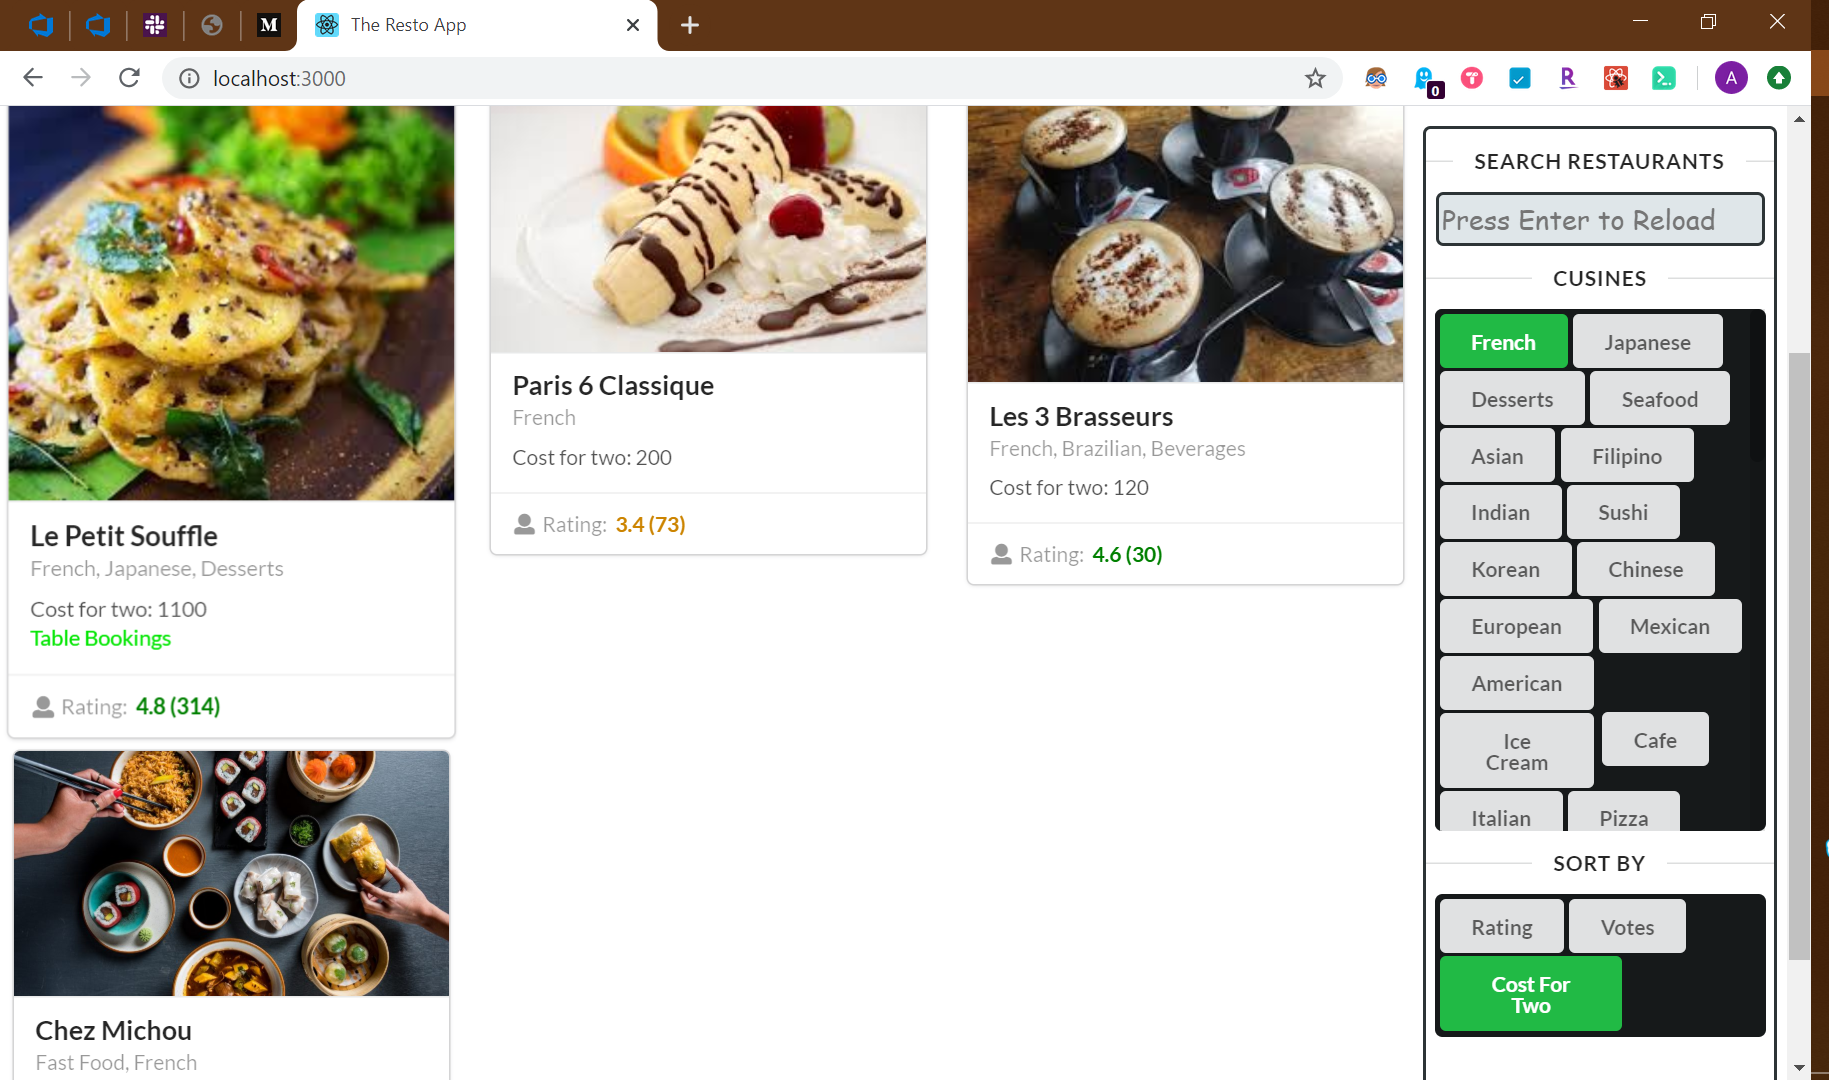 M
The Resto App
localhost:3000
0
R
A
Le Petit Souffle
French, Japanese, Desserts
Cost for two: 1100
Table Bookings
Rating: 4.8 (314)
Paris 6 Classique
French
Cost for two: 200
Rating: 3.4 (73)
Les 3 Brasseurs
French, Brazilian, Beverages
Cost for two: 120
Rating: 4.6 (30)
Chez Michou
Fast Food, French
SEARCH RESTAURANTS
Press Enter to Reload
CUSINES
French Japanese
Desserts Seafood
Asian Filipino
Indian Sushi
Korean Chinese
European Mexican
American
Ice
Cream
Cafe
Italian Pizza
SORT BY
Rating Votes
Cost For
Two